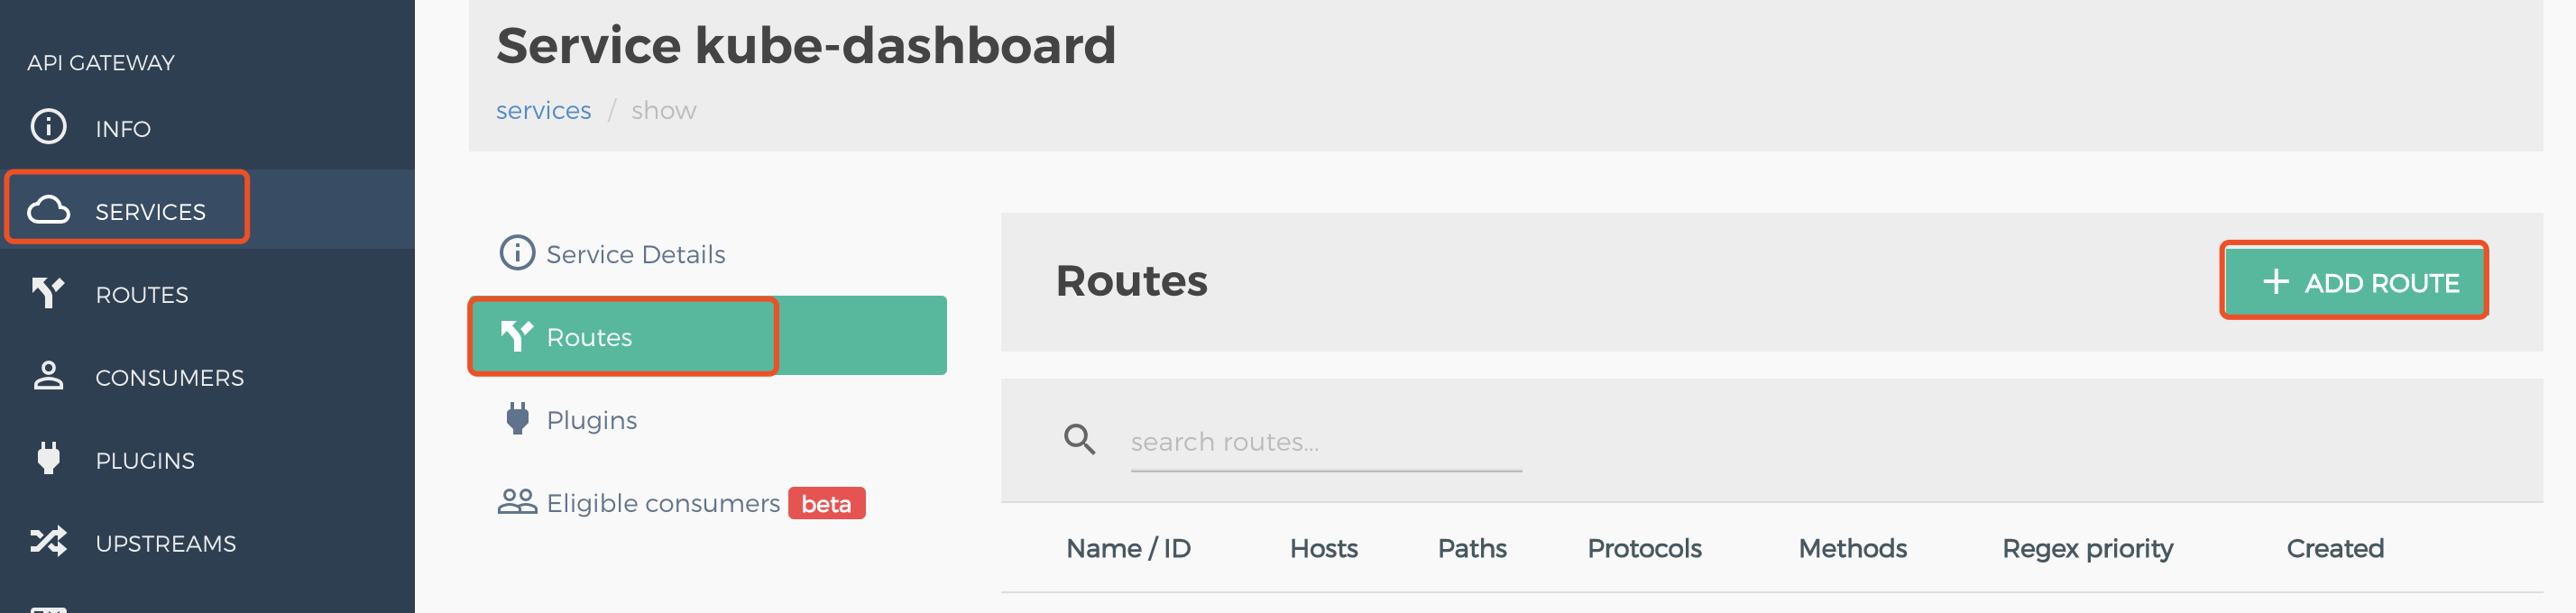 API GATEWAY
INFO
SERVICES
ROUTES
CONSUMERS
PLUGINS
UPSTREAMS
Service kube-dashboard
services / show
Service Details
Routes
Plugins
Eligible consumers beta
Routes
+ ADD ROUTE
search routes...
Name / ID Hosts Paths Protocols Methods Regex priority Created